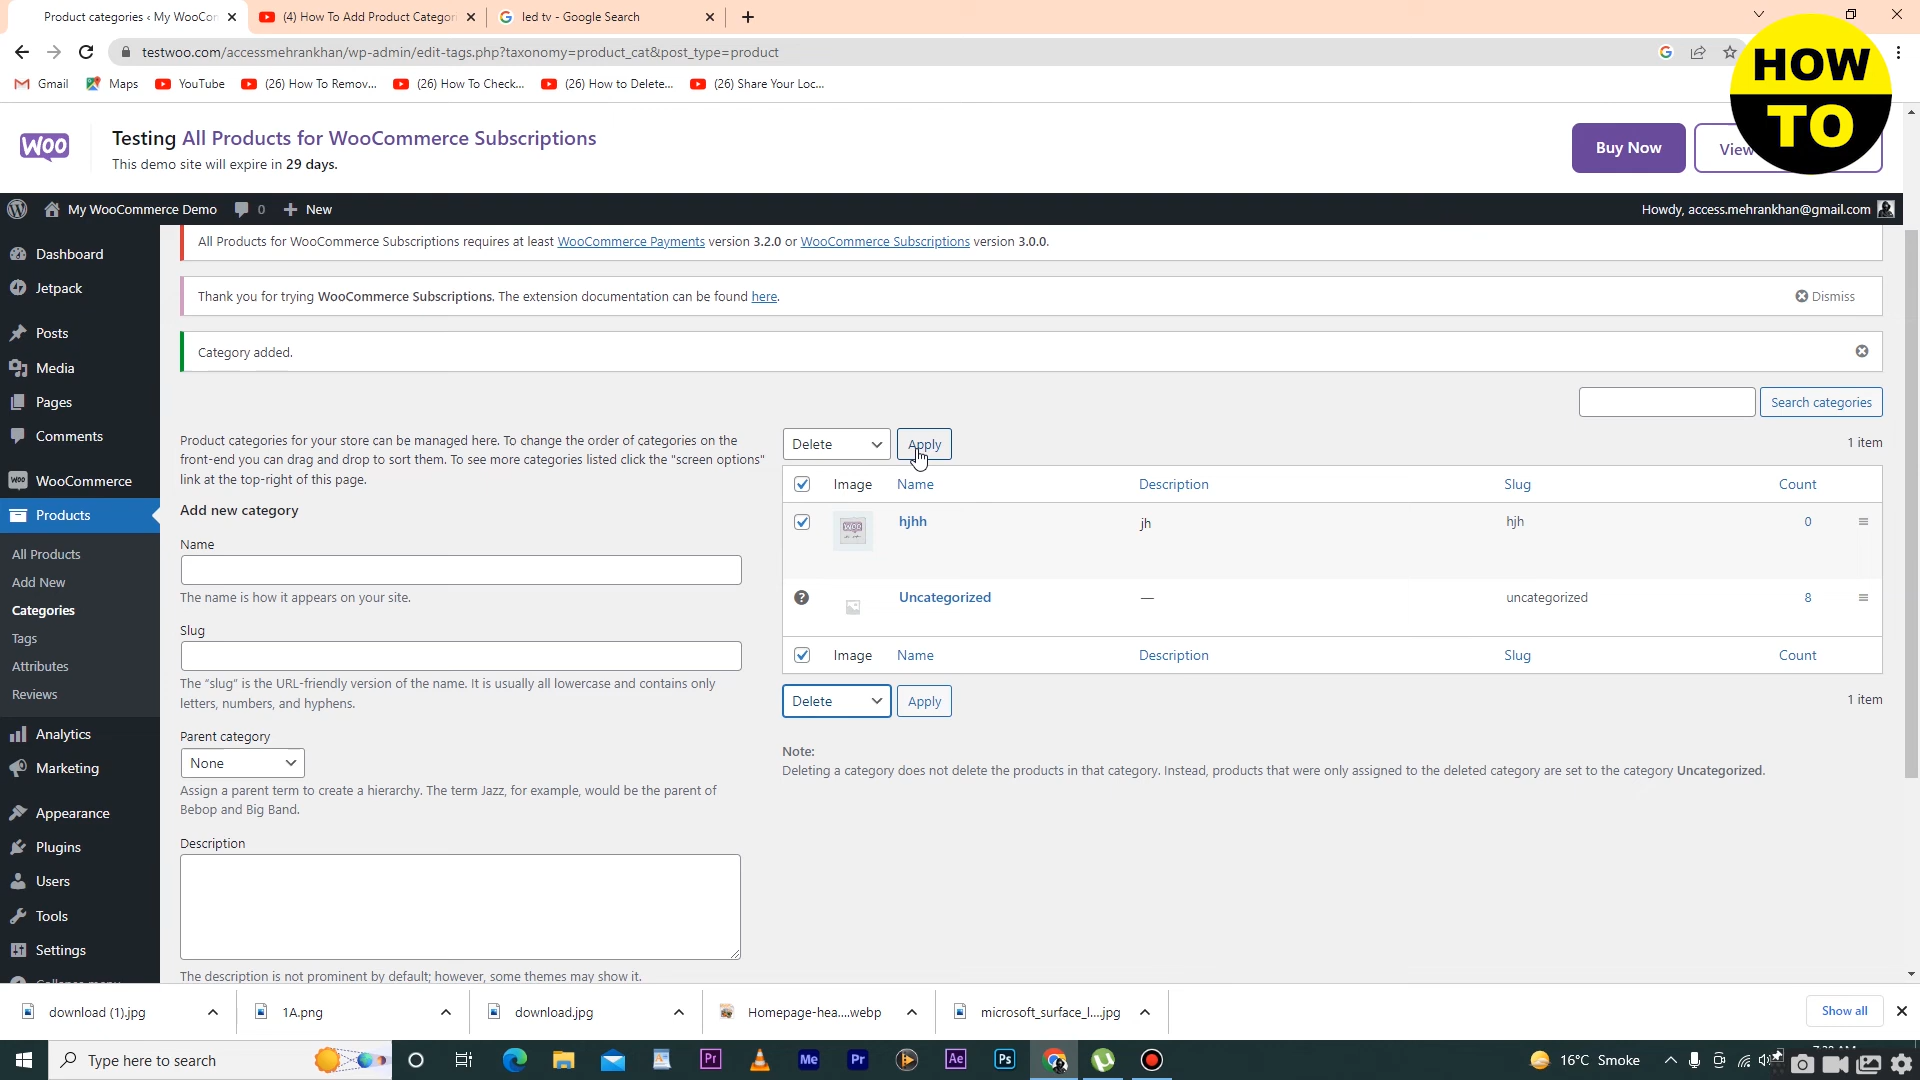 Product categories ‹ My WooCon
(4) How To Add Product Categori
led tv - Google Search
testwoo.com/accessmehrankhan/wp-admin/edit-tags.php?taxonomy=product_cat&post_type=product
Gmail
Maps
YouTube
(26) How To Remov...
(26) How To Check...
(26) How to Delete...
(26) Share Your Loc...
HOW
TO
WOO
Testing All Products for WooCommerce Subscriptions
This demo site will expire in 29 days.
Buy Now
View
My WooCommerce Demo
0
New
Howdy, access.mehrankhan@gmail.com
Dashboard
Jetpack
Posts
Media
Pages
Comments
WooCommerce
Products
All Products
Add New
Categories
Tags
Attributes
Reviews
Analytics
Marketing
Appearance
Plugins
Users
Tools
Settings
All Products for WooCommerce Subscriptions requires at least WooCommerce Payments version 3.2.0 or WooCommerce Subscriptions version 3.0.0.
Thank you for trying WooCommerce Subscriptions. The extension documentation can be found here.
Dismiss
Category added.
Search categories
Product categories for your store can be managed here. To change the order of categories on the
front-end you can drag and drop to sort them. To see more categories listed click the "screen options"
link at the top-right of this page.
Add new category
Name
The name is how it appears on your site.
Slug
The “slug” is the URL-friendly version of the name. It is usually all lowercase and contains only
letters, numbers, and hyphens.
Parent category
None
Assign a parent term to create a hierarchy. The term Jazz, for example, would be the parent of
Bebop and Big Band.
Description
The description is not prominent by default; however, some themes may show it.
Delete
Apply
1 item
Image
Name
Description
Slug
Count
WOO
hjhh
jh
hjh
0
Uncategorized
—
uncategorized
8
Image
Name
Description
Slug
Count
Delete
Apply
1 item
Note:
Deleting a category does not delete the products in that category. Instead, products that were only assigned to the deleted category are set to the category Uncategorized.
download (1).jpg
1A.png
download.jpg
Homepage-hea....webp
microsoft_surface_l....jpg
Show all
Type here to search
Pr
Me
Pr
Ae
Ps
16°C Smoke